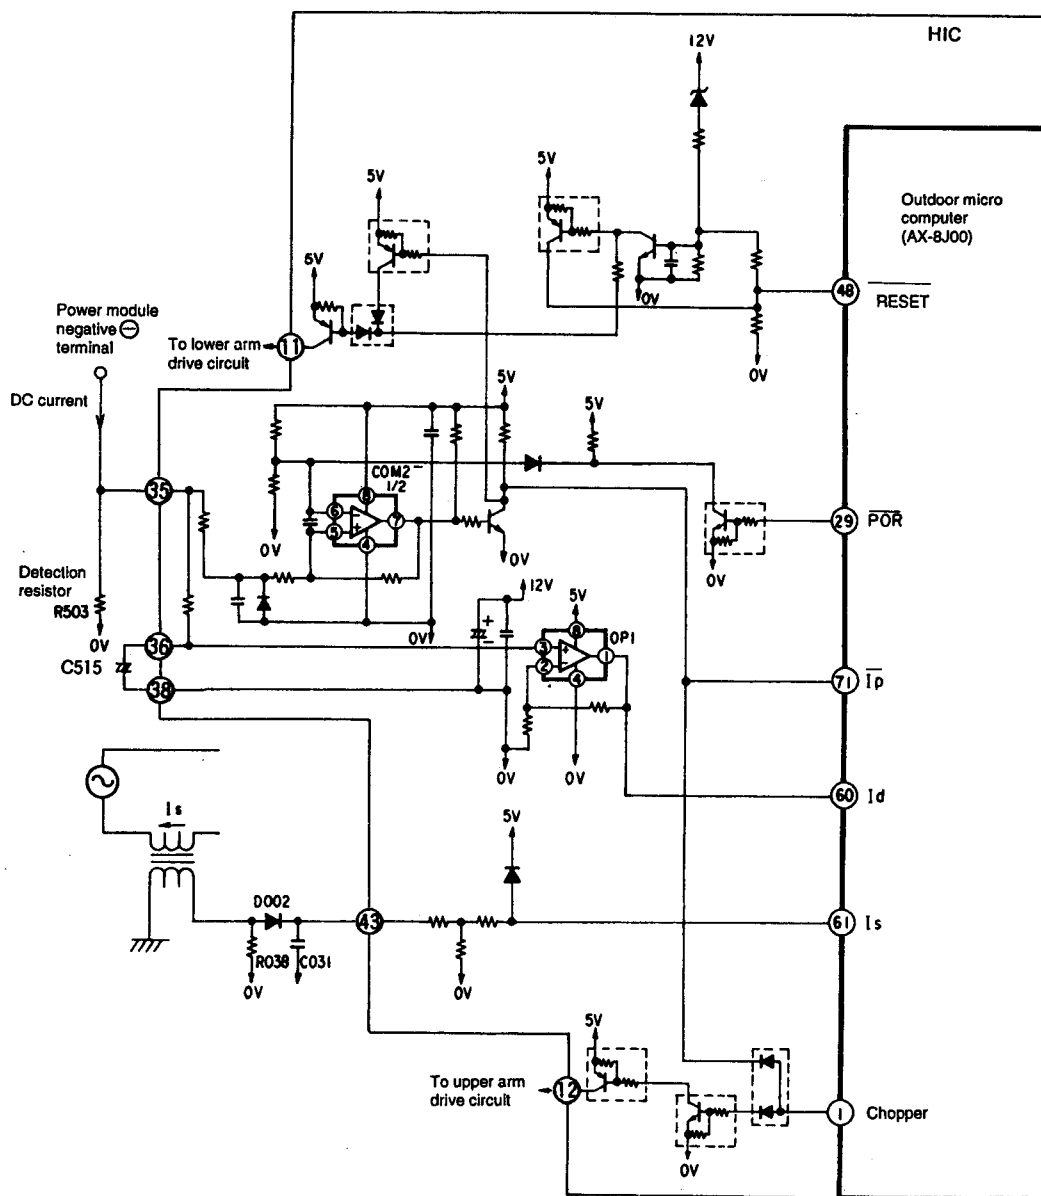 HIC
12V
5V
5V
Outdoor micro
computer
(AX-8J00)
5V
0V
48
RESET
Power module
negative ⊖
terminal
To lower arm
drive circuit
11
0V
DC current
5V
5V
COM2
1/2
8
35
6
−
7
5
+
4
29
POR
0V
0V
0V
Detection
resistor
R503
12V
5V
0V
0V
+
−
8
OP1
36
3
+
1
C515
2
−
38
4
71
Ip
0V
0V
60
Id
Is
5V
D002
43
61
Is
R038
C031
0V
0V
5V
To upper arm
drive circuit
12
1
Chopper
0V